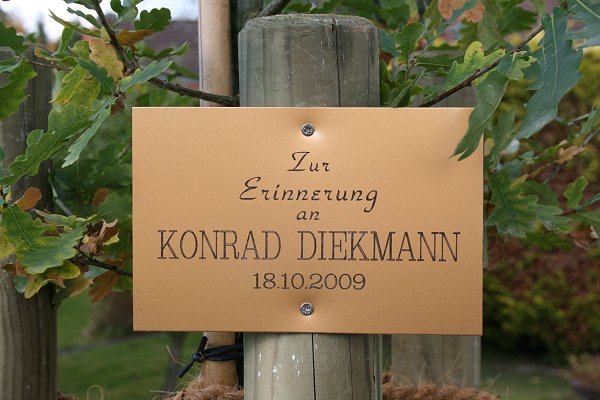 Zur
Erinnerung
an
KONRAD DIEKMANN
18.10.2009